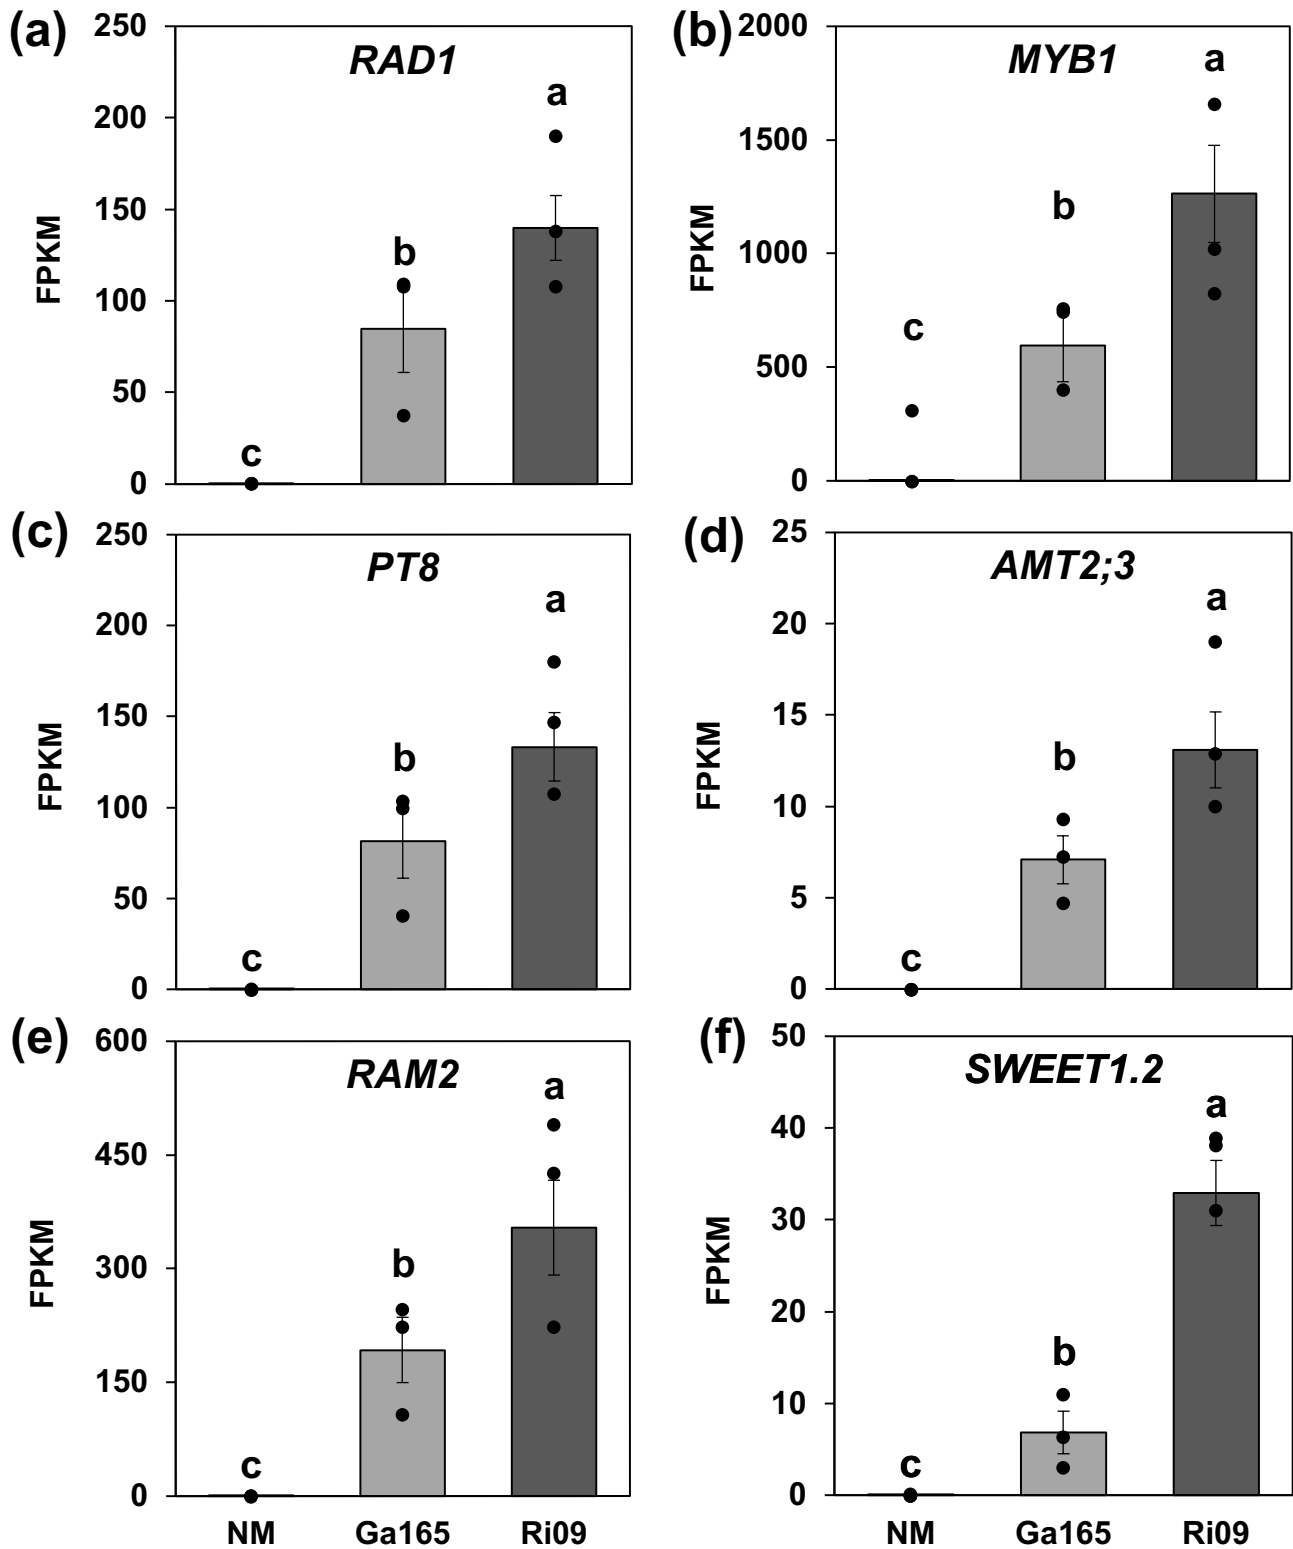 (a)
RAD1
FPKM
250
200
150
100
50
0
c
b
a
(b)
MYB1
FPKM
2000
1500
1000
500
0
c
b
a
(c)
PT8
FPKM
250
200
150
100
50
0
c
b
a
(d)
AMT2;3
FPKM
25
20
15
10
5
0
c
b
a
(e)
RAM2
FPKM
600
450
300
150
0
c
b
a
NM Ga165 Ri09
(f)
SWEET1.2
FPKM
50
40
30
20
10
0
c
b
a
NM Ga165 Ri09